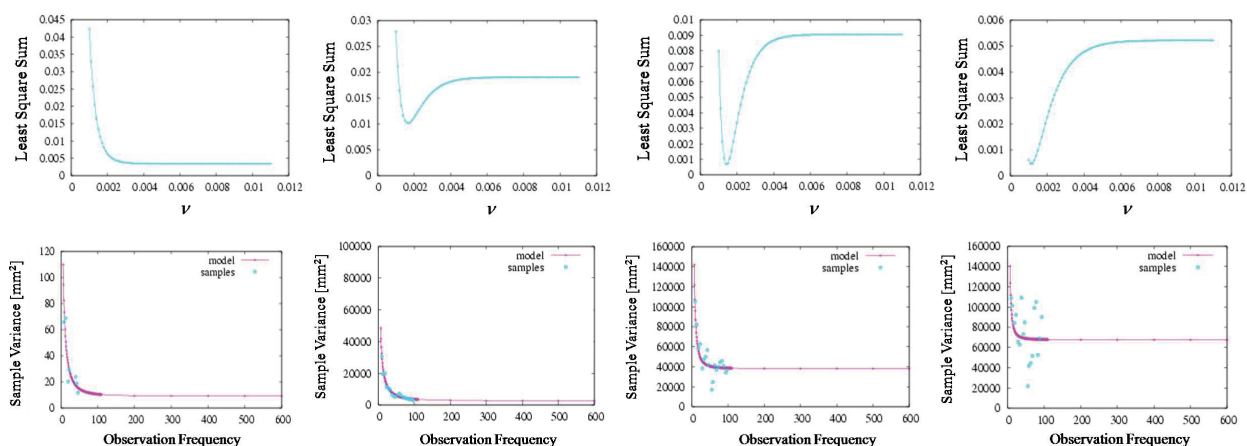 0.045
0.04
0.035
0.03
0.025
0.02
0.015
0.01
0.005
0
Least Square Sum
0 0.002 0.004 0.006 0.008 0.01 0.012
ν
0.03
0.025
0.02
0.015
0.01
0.005
0
Least Square Sum
0 0.002 0.004 0.006 0.008 0.01 0.012
ν
0.01
0.009
0.008
0.007
0.006
0.005
0.004
0.003
0.002
0.001
0
Least Square Sum
0 0.002 0.004 0.006 0.008 0.01 0.012
ν
0.006
0.005
0.004
0.003
0.002
0.001
0
Least Square Sum
0 0.002 0.004 0.006 0.008 0.01 0.012
ν
120
100
80
60
40
20
0
Sample Variance [mm²]
model
samples
0 100 200 300 400 500 600
Observation Frequency
100000
80000
60000
40000
20000
0
Sample Variance [mm²]
model
samples
0 100 200 300 400 500 600
Observation Frequency
160000
140000
120000
100000
80000
60000
40000
20000
0
Sample Variance [mm²]
model
samples
0 100 200 300 400 500 600
Observation Frequency
160000
140000
120000
100000
80000
60000
40000
20000
0
Sample Variance [mm²]
model
samples
0 100 200 300 400 500 600
Observation Frequency